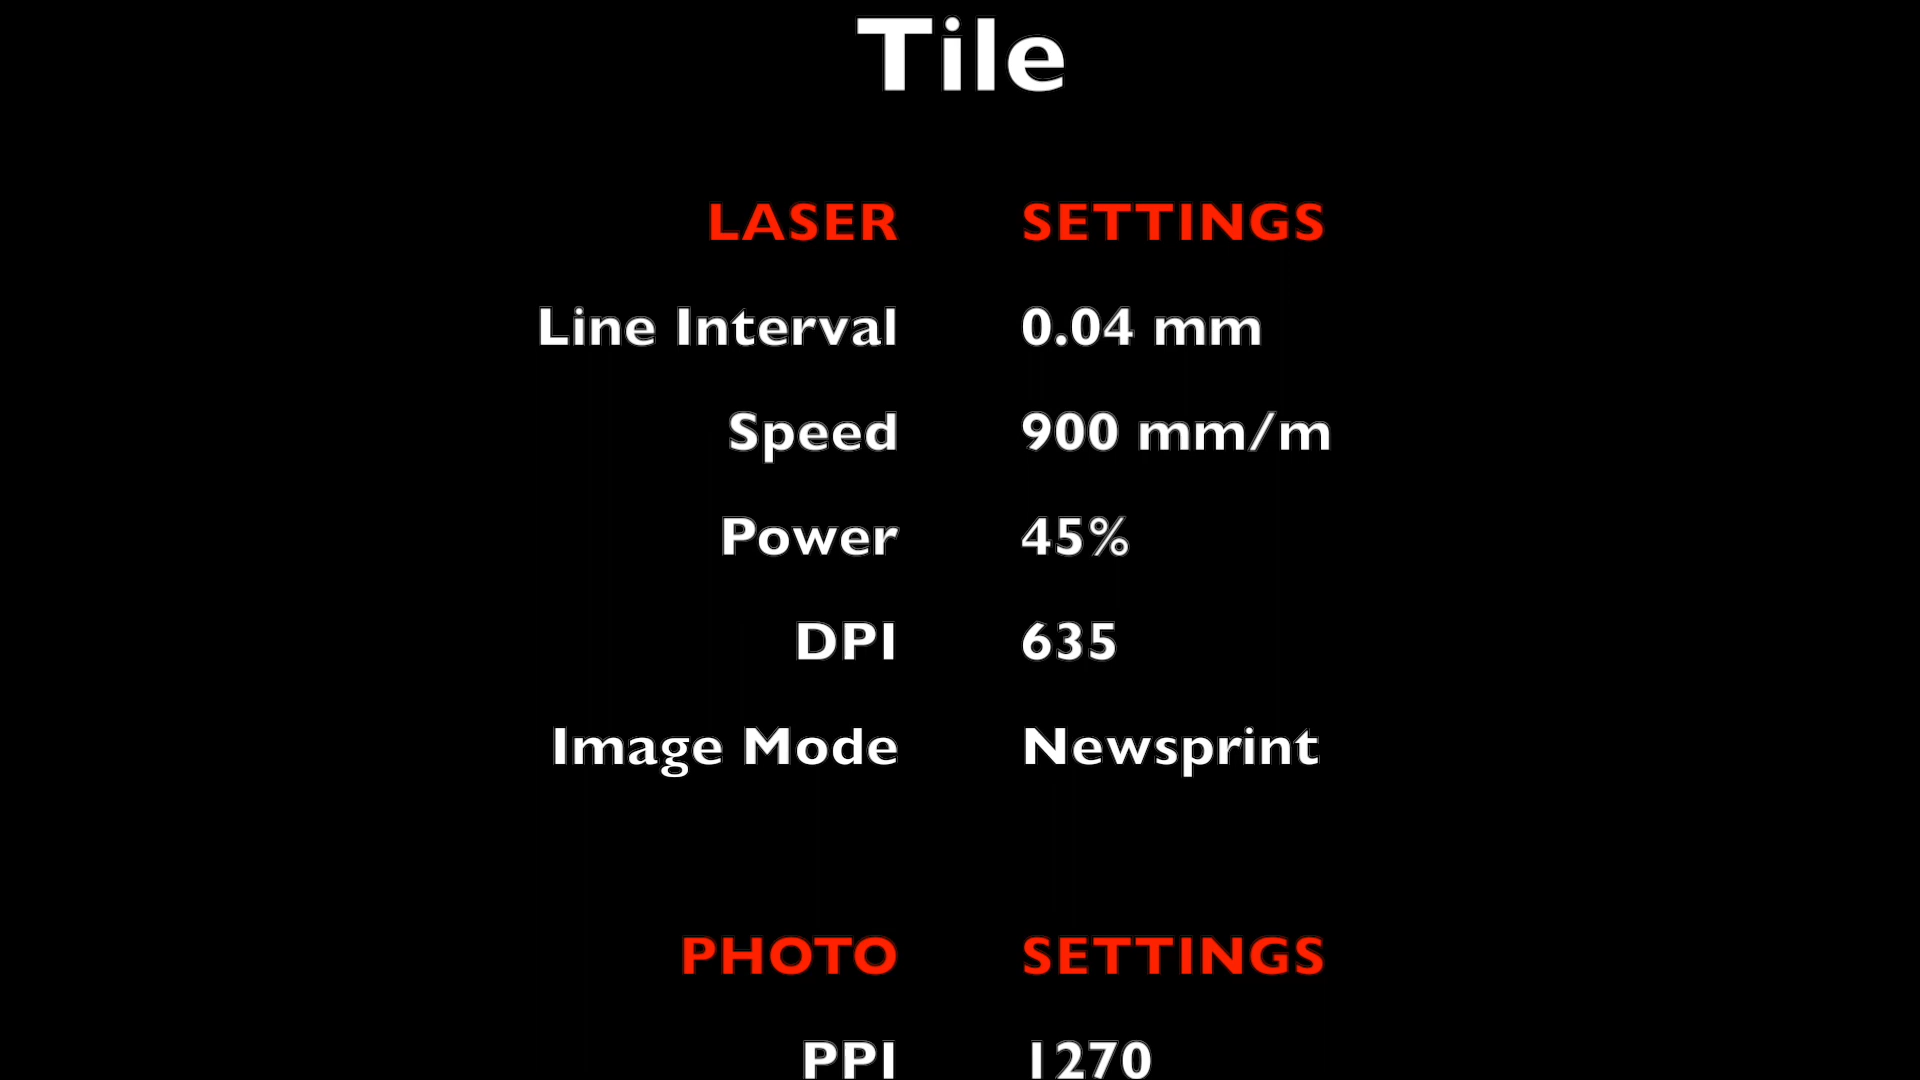 Tile
LASER SETTINGS
Line Interval 0.04 mm
Speed 900 mm/m
Power 45%
DPI 635
Image Mode Newsprint
PHOTO SETTINGS
PPI 1270